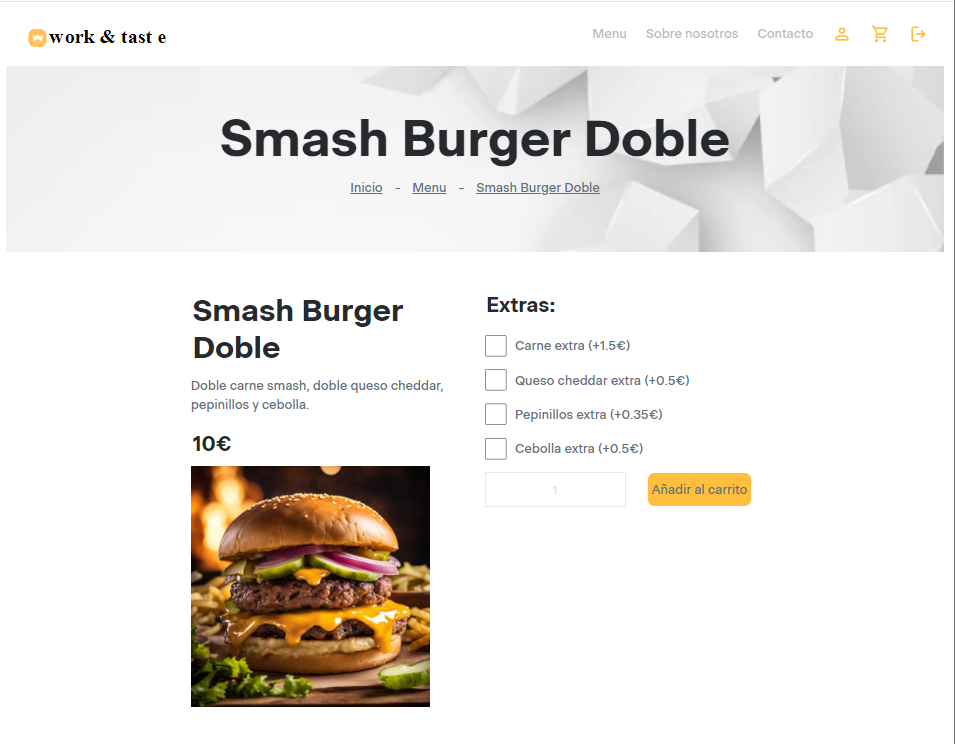 work & tast e
Menu Sobre nosotros Contacto
Smash Burger Doble
Inicio - Menu - Smash Burger Doble
Smash Burger
Doble
Doble carne smash, doble queso cheddar,
pepinillos y cebolla.
10€
Extras:
Carne extra (+1.5€)
Queso cheddar extra (+0.5€)
Pepinillos extra (+0.35€)
Cebolla extra (+0.5€)
1
Añadir al carrito